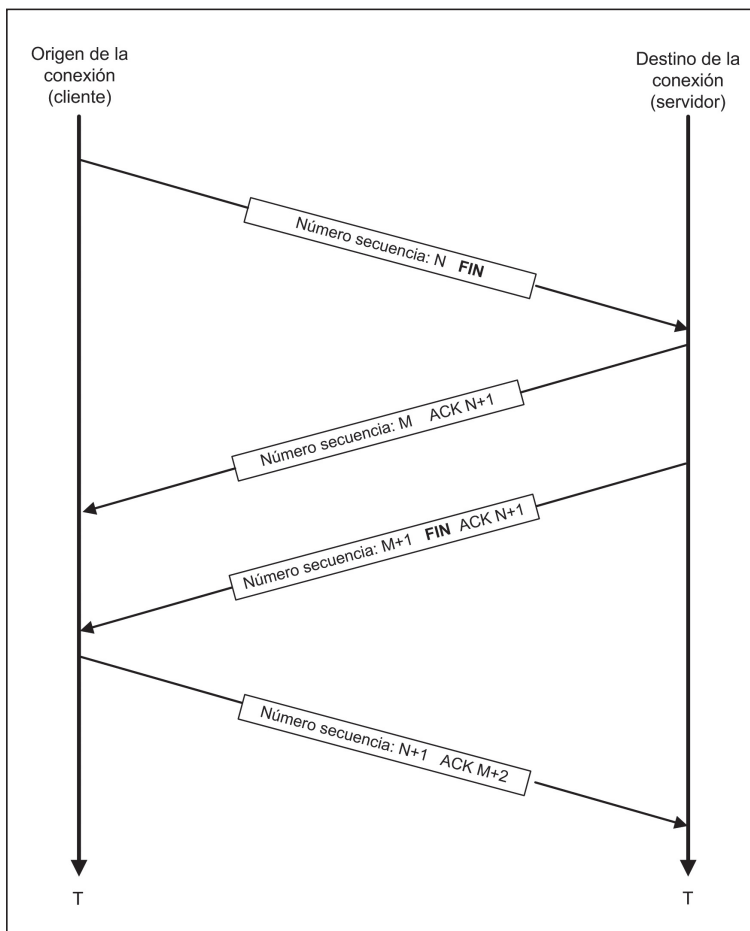 Origen de la
conexión
(cliente)
Destino de la
conexión
(servidor)
Número secuencia: N FIN
Número secuencia: M ACK N+1
Número secuencia: M+1 FIN ACK N+1
Número secuencia: N+1 ACK M+2
T
T